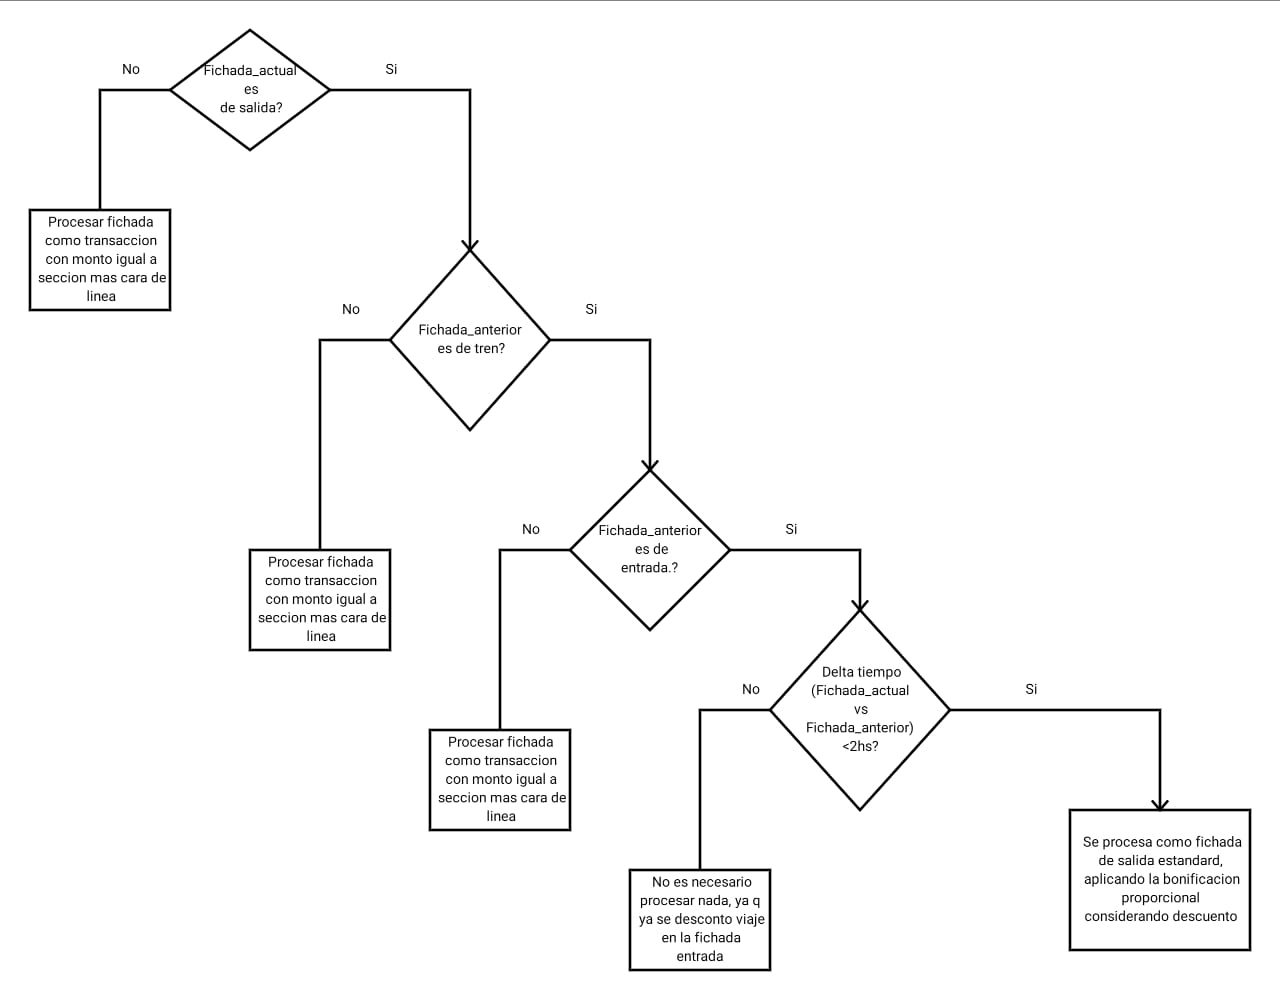 No
Fichada_actual
es
de salida?
Si
Procesar fichada
como transaccion
con monto igual a
seccion mas cara de
linea
No
Fichada_anterior
es de tren?
Si
Procesar fichada
como transaccion
con monto igual a
seccion mas cara de
linea
No
Fichada_anterior
es de
entrada.?
Si
Procesar fichada
como transaccion
con monto igual a
seccion mas cara de
linea
No
Delta tiempo
(Fichada_actual
vs
Fichada_anterior)
<2hs?
Si
No es necesario
procesar nada, ya q
ya se desconto viaje
en la fichada
entrada
Se procesa como fichada
de salida estandard,
aplicando la bonificacion
proporcional
considerando descuento